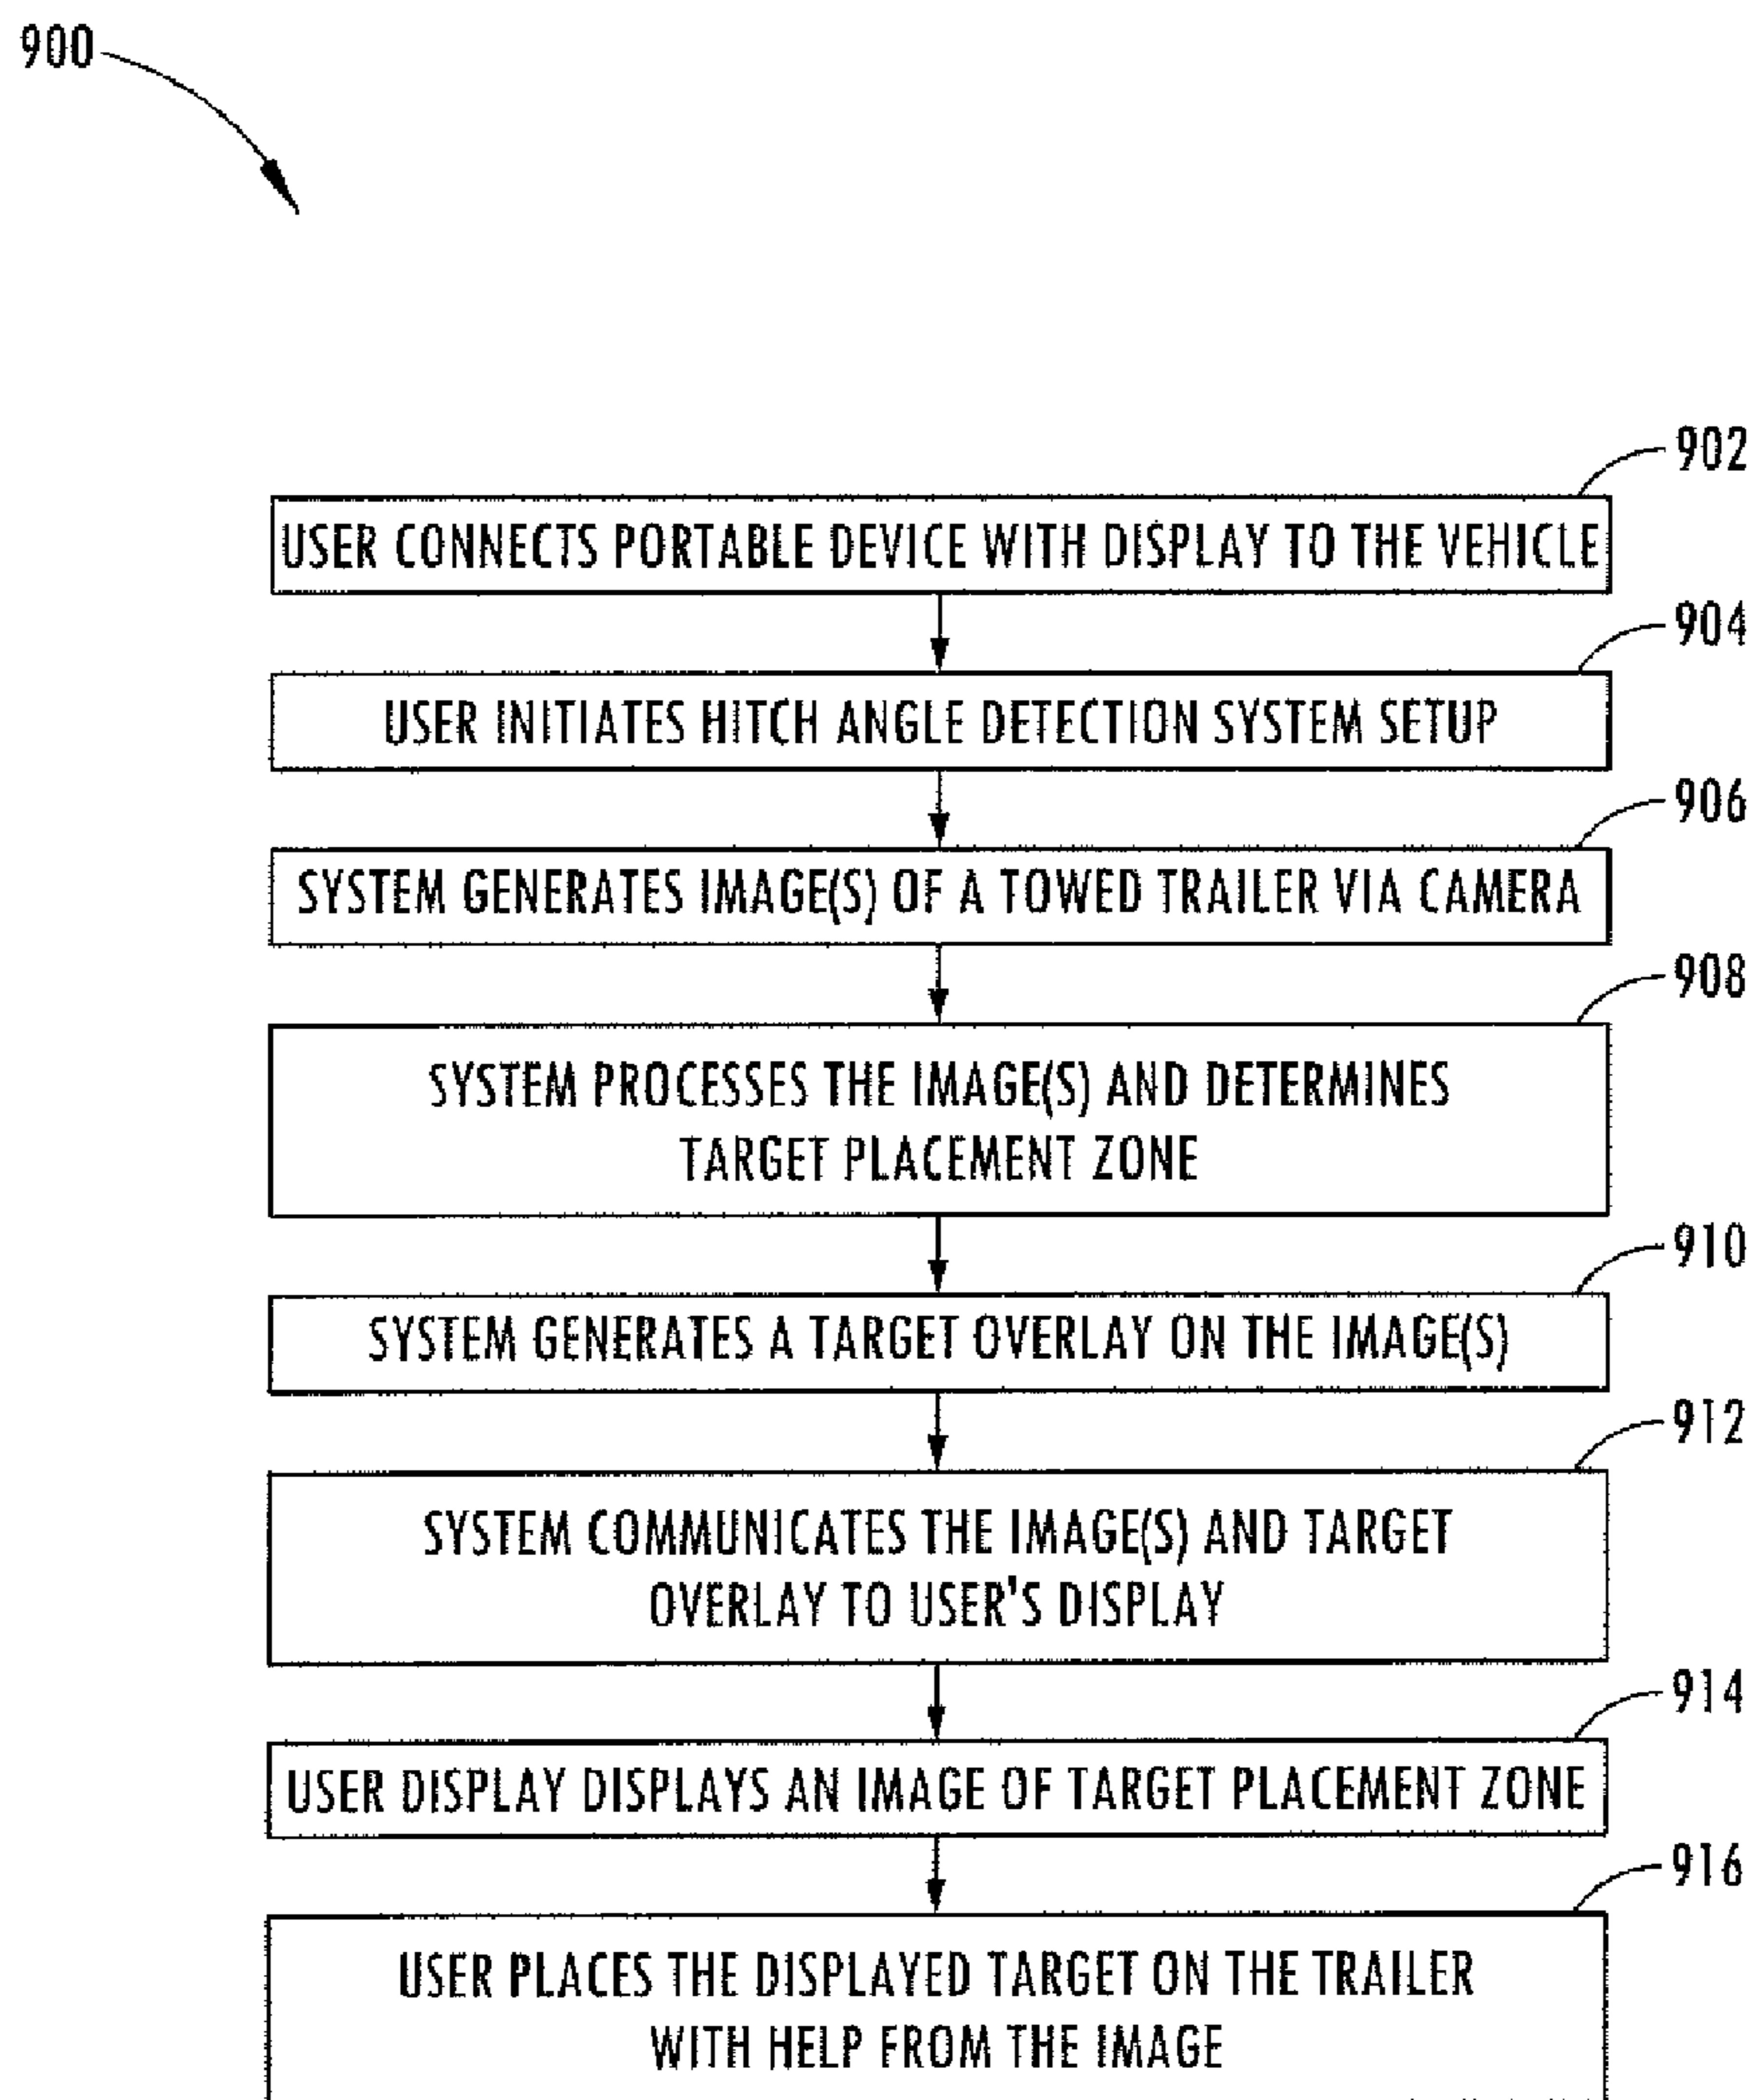 900
902
USER CONNECTS PORTABLE DEVICE WITH DISPLAY TO THE VEHICLE
904
USER INITIATES HITCH ANGLE DETECTION SYSTEM SETUP
906
SYSTEM GENERATES IMAGE(S) OF A TOWED TRAILER VIA CAMERA
908
SYSTEM PROCESSES THE IMAGE(S) AND DETERMINES
TARGET PLACEMENT ZONE
910
SYSTEM GENERATES A TARGET OVERLAY ON THE IMAGE(S)
912
SYSTEM COMMUNICATES THE IMAGE(S) AND TARGET
OVERLAY TO USER'S DISPLAY
914
USER DISPLAY DISPLAYS AN IMAGE OF TARGET PLACEMENT ZONE
916
USER PLACES THE DISPLAYED TARGET ON THE TRAILER
WITH HELP FROM THE IMAGE